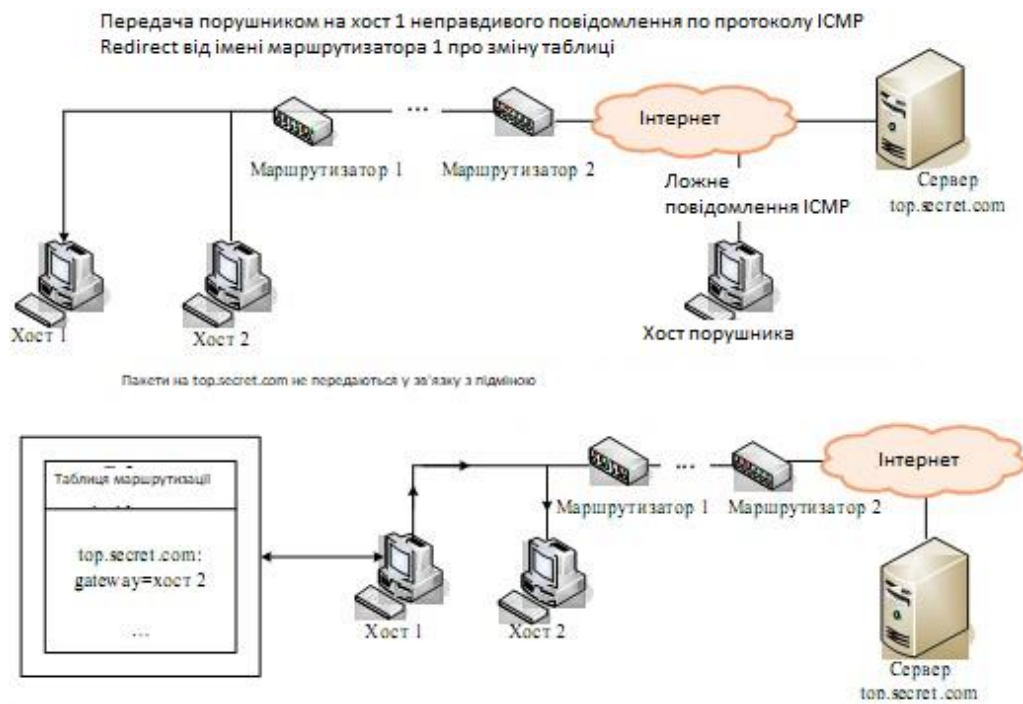 Передача порушником на хост 1 неправдивого повідомлення по протоколу ICMP
Redirect від імені маршрутизатора 1 про зміну таблиці
...
Інтернет
Маршрутизатор 1
Маршрутизатор 2
Ложне
повідомлення ICMP
Сервер
top.secret.com
Хост 1
Хост 2
Хост порушника
Пакети на top.secret.com не передаються у зв'язку з підміною
Таблиця маршрутизації
top.secret.com:
gateway=хост 2
...
...
Інтернет
Маршрутизатор 1
Маршрутизатор 2
Хост 1
Хост 2
Сервер
top.secret.com